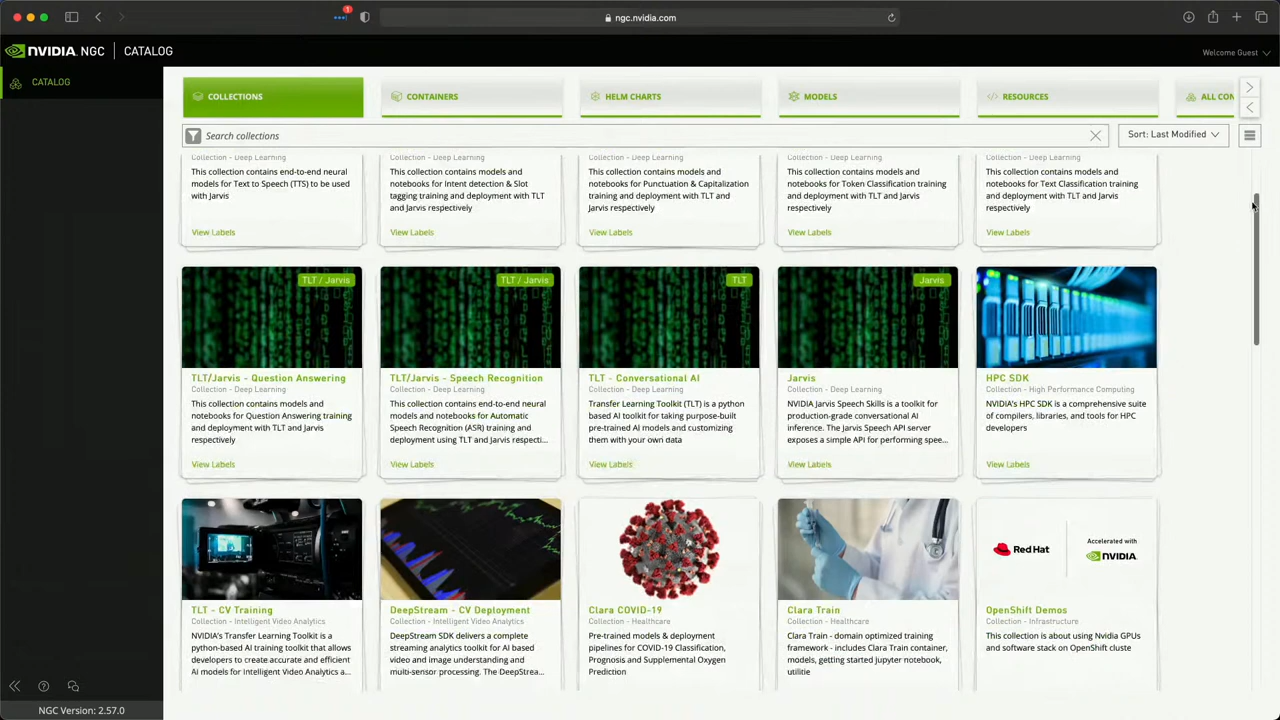 1
ngc.nvidia.com
NVIDIA. NGC | CATALOG
Welcome Guest
CATALOG
COLLECTIONS
CONTAINERS
HELM CHARTS
MODELS
RESOURCES
ALL CON
Search collections
Sort: Last Modified
Collection - Deep Learning
This collection contains end-to-end neural
models for Text to Speech (TTS) to be used
with Jarvis
View Labels
Collection - Deep Learning
This collection contains models and
notebooks for Intent detection & Slot
tagging training and deployment with TLT
and Jarvis respectively
View Labels
Collection - Deep Learning
This collection contains models and
notebooks for Punctuation & Capitalization
training and deployment with TLT and
Jarvis respectively
View Labels
Collection - Deep Learning
This collection contains models and
notebooks for Token Classification training
and deployment with TLT and Jarvis
respectively
View Labels
Collection - Deep Learning
This collection contains models and
notebooks for Text Classification training
and deployment with TLT and Jarvis
respectively
View Labels
TLT / Jarvis
TLT/Jarvis - Question Answering
Collection - Deep Learning
This collection contains models and
notebooks for Question Answering training
and deployment with TLT and Jarvis
respectively
View Labels
TLT / Jarvis
TLT/Jarvis - Speech Recognition
Collection - Deep Learning
This collection contains end-to-end neural
models and notebooks for Automatic
Speech Recognition (ASR) training and
deployment using TLT and Jarvis respecti...
View Labels
TLT
TLT - Conversational AI
Collection - Deep Learning
Transfer Learning Toolkit (TLT) is a python
based AI toolkit for taking purpose-built
pre-trained AI models and customizing
them with your own data
View Labels
Jarvis
Jarvis
Collection - Deep Learning
NVIDIA Jarvis Speech Skills is a toolkit for
production-grade conversational AI
inference. The Jarvis Speech API server
exposes a simple API for performing spee...
View Labels
HPC SDK
Collection - High Performance Computing
NVIDIA's HPC SDK is a comprehensive suite
of compilers, libraries, and tools for HPC
developers
View Labels
TLT - CV Training
Collection - Intelligent Video Analytics
NVIDIA's Transfer Learning Toolkit is a
python-based AI training toolkit that allows
developers to create accurate and efficient
AI models for Intelligent Video Analytics a...
DeepStream - CV Deployment
Collection - Intelligent Video Analytics
DeepStream SDK delivers a complete
streaming analytics toolkit for AI based
video and image understanding and
multi-sensor processing. The DeepStrea...
Clara COVID-19
Collection - Healthcare
Pre-trained models & deployment
pipelines for COVID-19 Classification,
Prognosis and Supplemental Oxygen
Prediction
Clara Train
Collection - Healthcare
Clara Train - domain optimized training
framework - includes Clara Train container,
models, getting started jupyter notebook,
utilitie
Red Hat
Accelerated with
NVIDIA.
OpenShift Demos
Collection - Infrastructure
This collection is about using Nvidia GPUs
and software stack on OpenShift cluste
NGC Version: 2.57.0